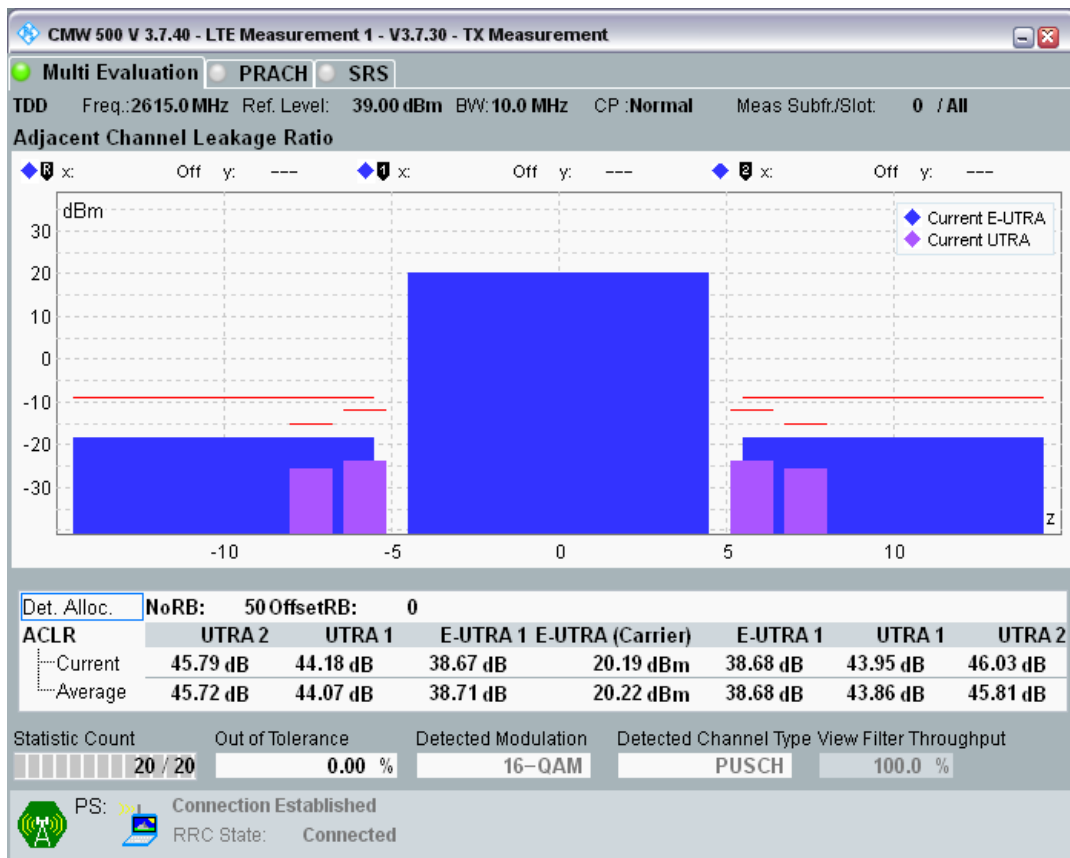 CMW 500 V 3.7.40 - LTE Measurement 1 - V3.7.30 - TX Measurement
Multi Evaluation PRACH SRS
TDD Freq.:2615.0 MHz Ref. Level: 39.00 dBm BW:10.0 MHz CP :Normal Meas Subfr./Slot: 0 / All
Adjacent Channel Leakage Ratio
R x: Off y: --- 1 x: Off y: --- 2 x: Off y: ---
dBm
Current E-UTRA
Current UTRA
30
20
10
0
-10
-20
-30
z
-10 -5 0 5 10
Det. Alloc. NoRB: 50 OffsetRB: 0
ACLR UTRA 2 UTRA 1 E-UTRA 1 E-UTRA (Carrier) E-UTRA 1 UTRA 1 UTRA 2
Current 45.79 dB 44.18 dB 38.67 dB 20.19 dBm 38.68 dB 43.95 dB 46.03 dB
Average 45.72 dB 44.07 dB 38.71 dB 20.22 dBm 38.68 dB 43.86 dB 45.81 dB
Statistic Count Out of Tolerance Detected Modulation Detected Channel Type View Filter Throughput
20 / 20 0.00 % 16-QAM PUSCH 100.0 %
PS: Connection Established
RRC State: Connected